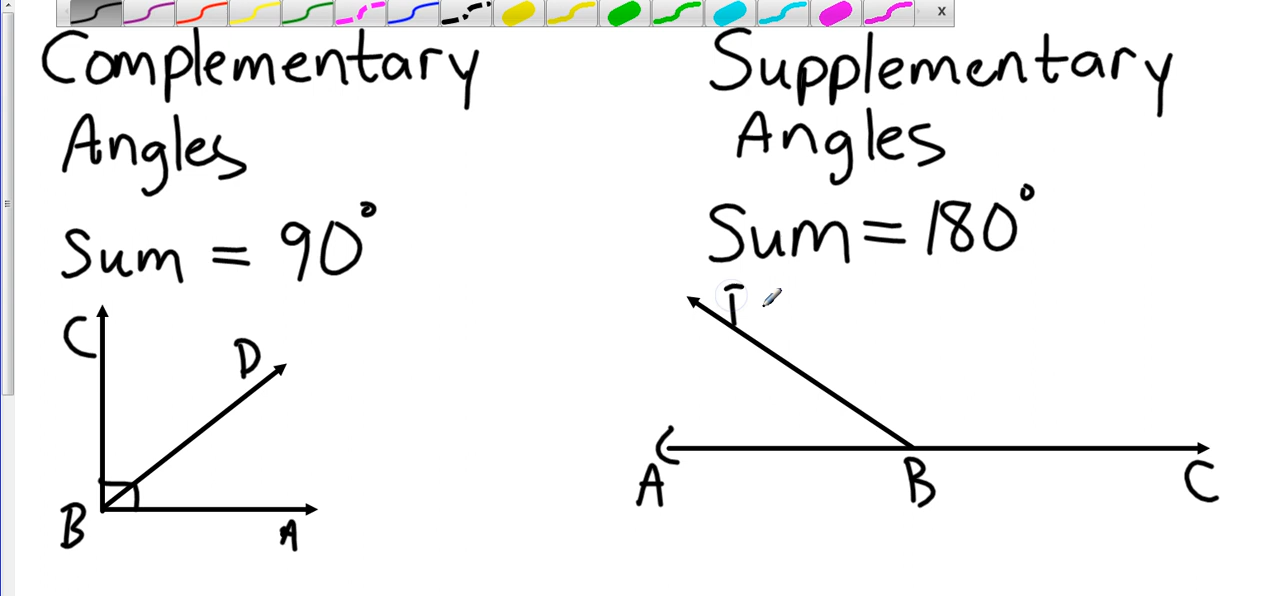 Complementary
Angles
Sum = 90°
C
D
B
A
Supplementary
Angles
Sum = 180°
A
B
C